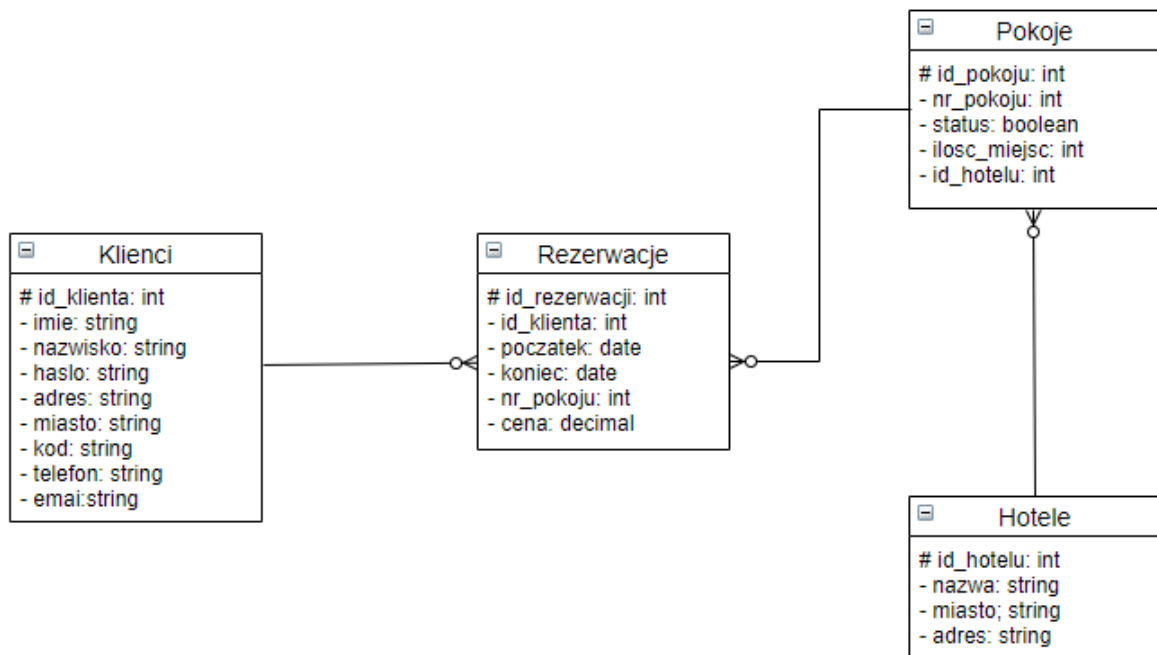 Klienci
# id_klienta: int
- imie: string
- nazwisko: string
- haslo: string
- adres: string
- miasto: string
- kod: string
- telefon: string
- emai:string
Rezerwacje
# id_rezerwacji: int
- id_klienta: int
- poczatek: date
- koniec: date
- nr_pokoju: int
- cena: decimal
Pokoje
# id_pokoju: int
- nr_pokoju: int
- status: boolean
- ilosc_miejsc: int
- id_hotelu: int
Hotele
# id_hotelu: int
- nazwa: string
- miasto; string
- adres: string